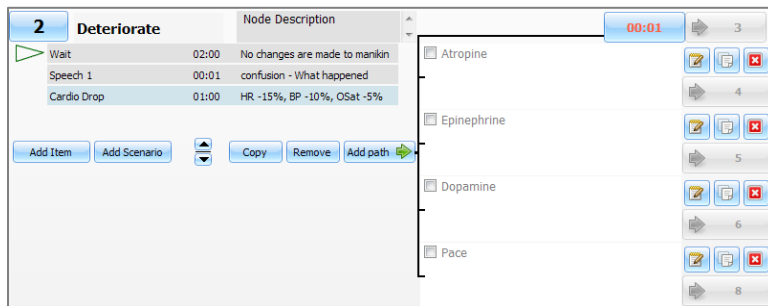 2 Deteriorate Node Description 00:01 3
Wait 02:00 No changes are made to manikin
Speech 1 00:01 confusion - What happened
Cardio Drop 01:00 HR -15%, BP -10%, OSat -5%
Add Item Add Scenario Copy Remove Add path
Atropine
4
Epinephrine
5
Dopamine
6
Pace
8